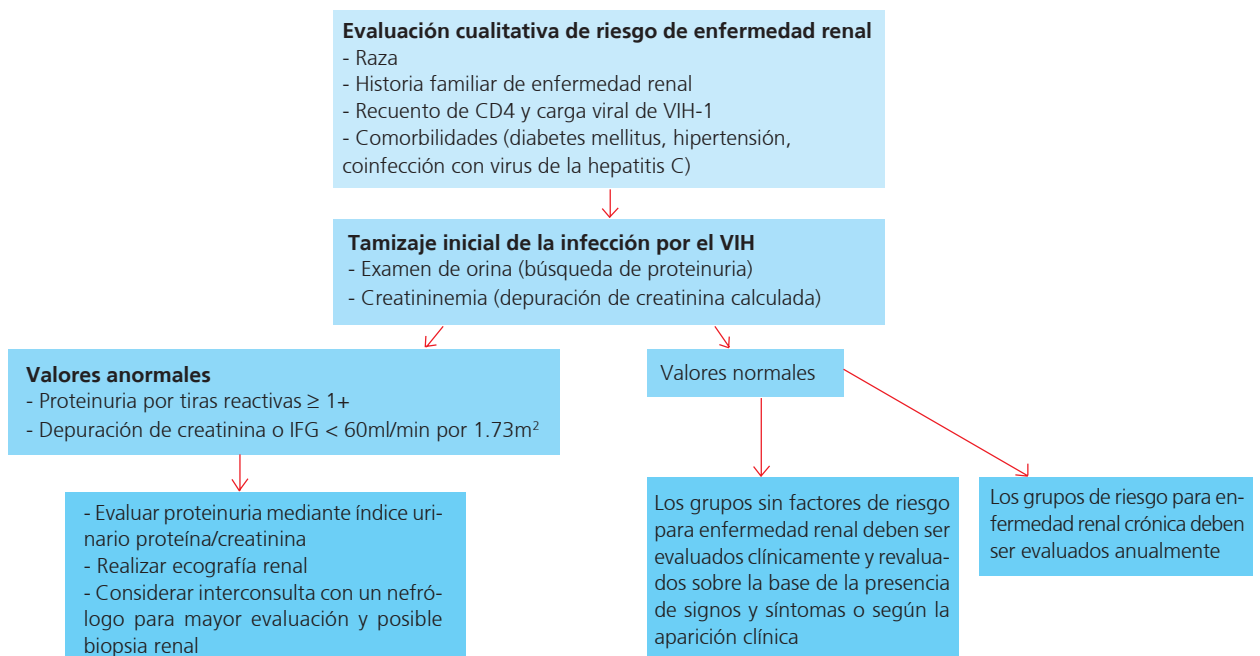 Evaluación cualitativa de riesgo de enfermedad renal
- Raza
- Historia familiar de enfermedad renal
- Recuento de CD4 y carga viral de VIH-1
- Comorbilidades (diabetes mellitus, hipertensión,
coinfección con virus de la hepatitis C)
Tamizaje inicial de la infección por el VIH
- Examen de orina (búsqueda de proteinuria)
- Creatininemia (depuración de creatinina calculada)
Valores anormales
- Proteinuria por tiras reactivas ≥ 1+
- Depuración de creatinina o IFG < 60ml/min por 1.73m²
Valores normales
- Evaluar proteinuria mediante índice uri-
nario proteína/creatinina
- Realizar ecografía renal
- Considerar interconsulta con un nefró-
logo para mayor evaluación y posible
biopsia renal
Los grupos sin factores de riesgo
para enfermedad renal deben ser
evaluados clínicamente y revalua-
dos sobre la base de la presencia
de signos y síntomas o según la
aparición clínica
Los grupos de riesgo para en-
fermedad renal crónica deben
ser evaluados anualmente